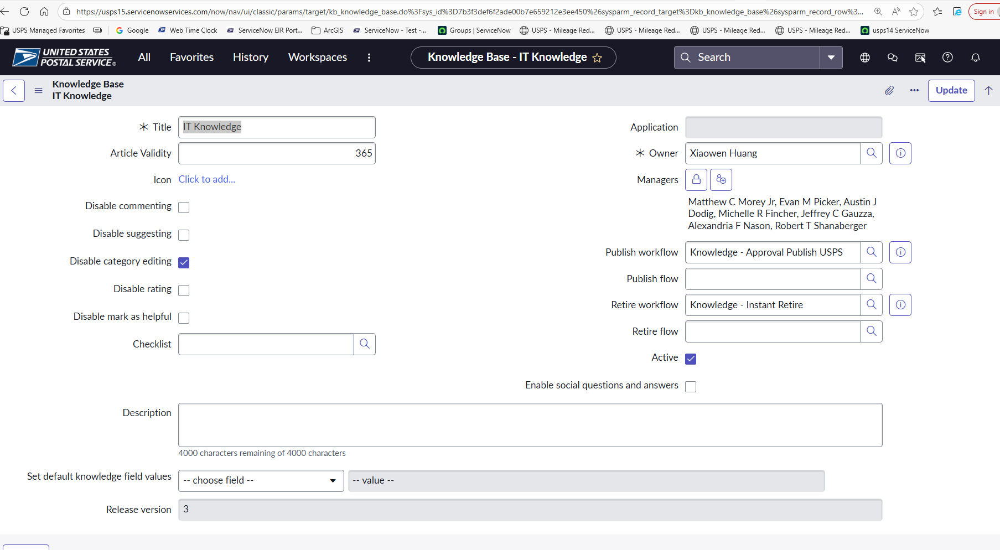 https://usps15.servicenowservices.com/now/nav/ui/classic/params/target/kb_knowledge_base.do%3Fsys_id%3D7b3f3def6f2ade00b7e659212e3ee450%26sysparm_record_target%3Dkb_knowledge_base%26sysparm_record_row%3... Sign in
USPS Managed Favorites Google Web Time Clock ServiceNow EIR Port... ArcGIS ServiceNow - Test -... Groups | ServiceNow USPS - Mileage Red... USPS - Mileage Red... USPS - Mileage Red... USPS - Mileage Red... usps14 ServiceNow
UNITED STATES
POSTAL SERVICE®
All Favorites History Workspaces Knowledge Base - IT Knowledge Search
Knowledge Base
IT Knowledge
Update
Title IT Knowledge
Application
Article Validity 365
Owner Xiaowen Huang
Icon Click to add...
Managers
Matthew C Morey Jr, Evan M Picker, Austin J
Dodig, Michelle R Fincher, Jeffrey C Gauzza,
Alexandria F Nason, Robert T Shanaberger
Disable commenting
Disable suggesting
Disable category editing
Disable rating
Disable mark as helpful
Checklist
Publish workflow Knowledge - Approval Publish USPS
Publish flow
Retire workflow Knowledge - Instant Retire
Retire flow
Active
Enable social questions and answers
Description
4000 characters remaining of 4000 characters
Set default knowledge field values -- choose field -- -- value --
Release version 3